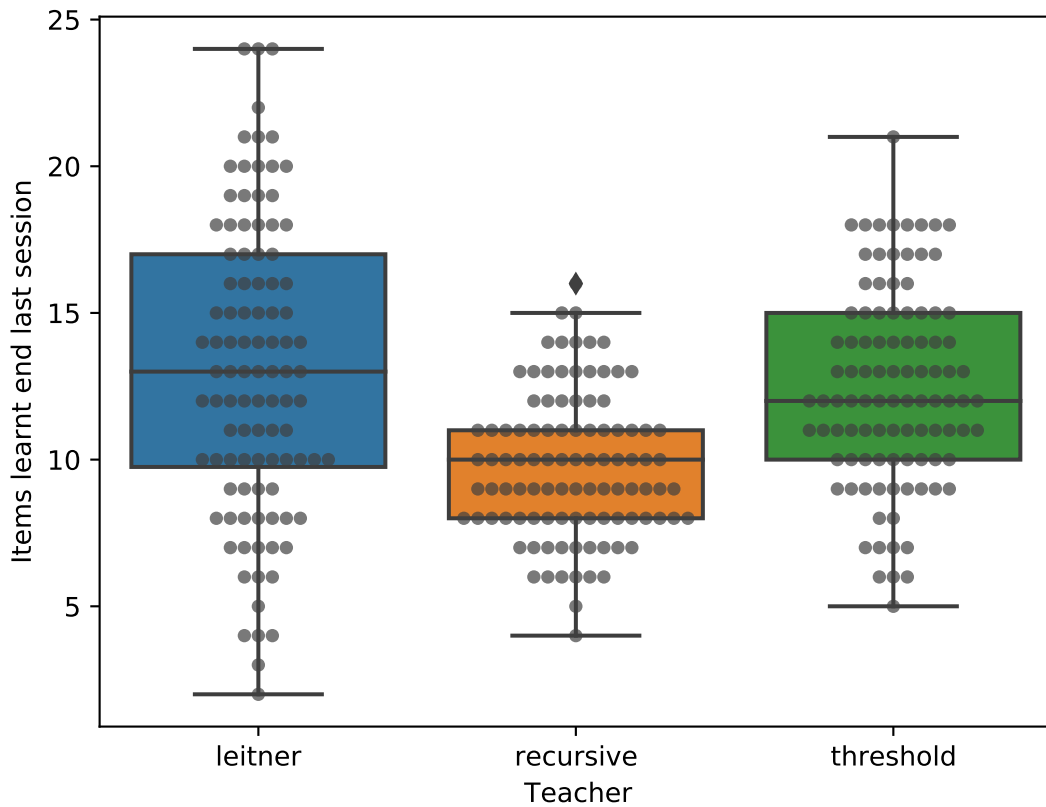 25
20
15
10
5
Items learnt end last session
leitner recursive threshold
Teacher